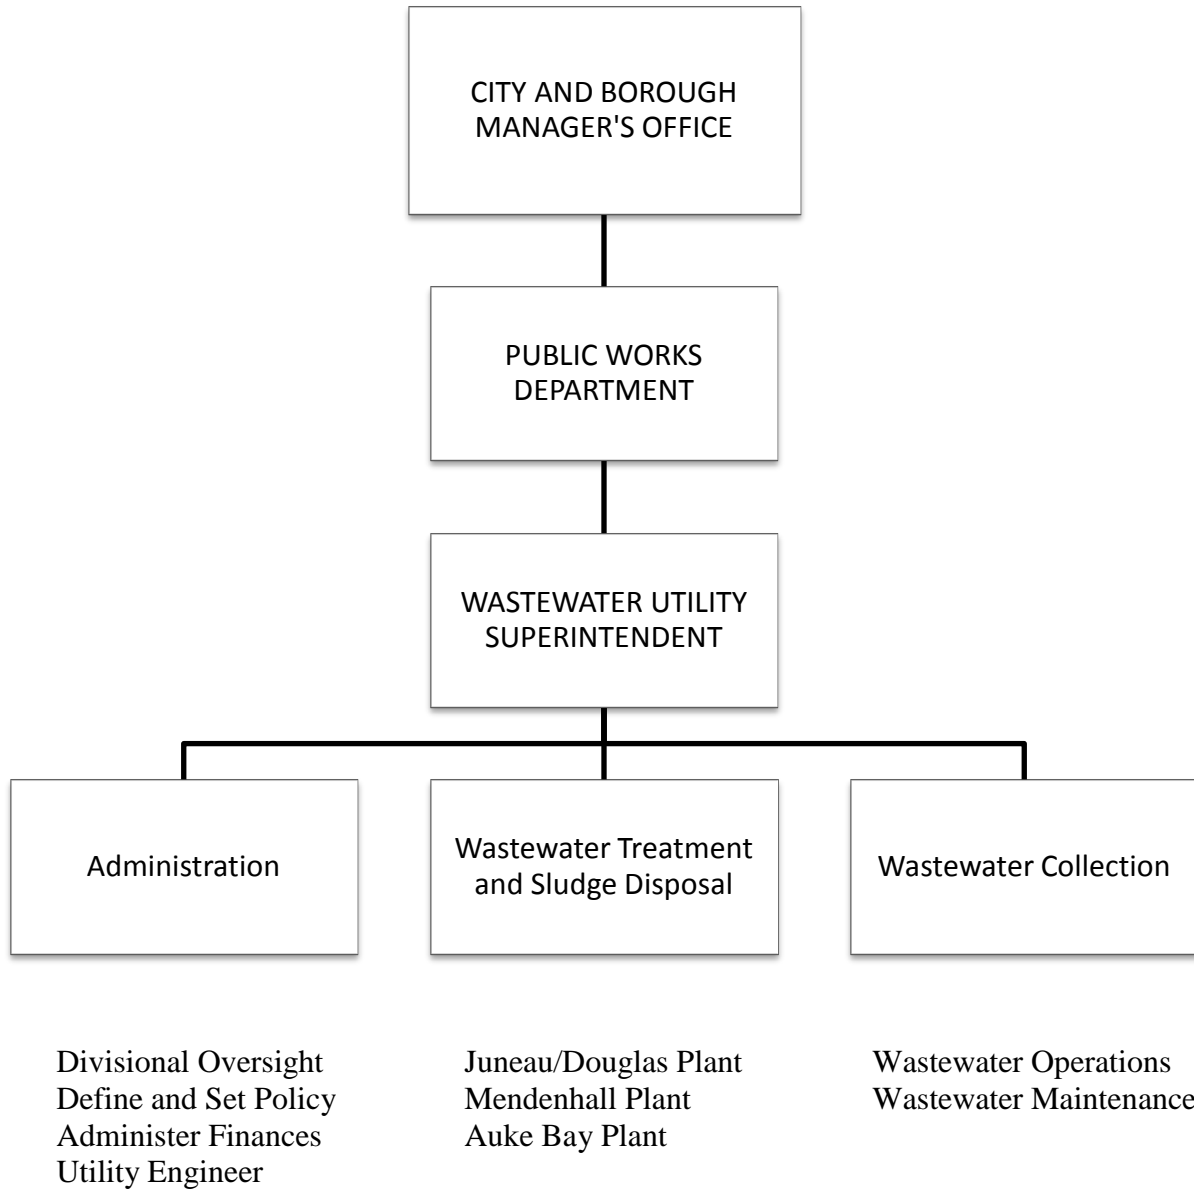 CITY AND BOROUGH
MANAGER'S OFFICE
PUBLIC WORKS
DEPARTMENT
WASTEWATER UTILITY
SUPERINTENDENT
Administration
Wastewater Treatment
and Sludge Disposal
Wastewater Collection
Divisional Oversight
Define and Set Policy
Administer Finances
Utility Engineer
Juneau/Douglas Plant
Mendenhall Plant
Auke Bay Plant
Wastewater Operations
Wastewater Maintenance